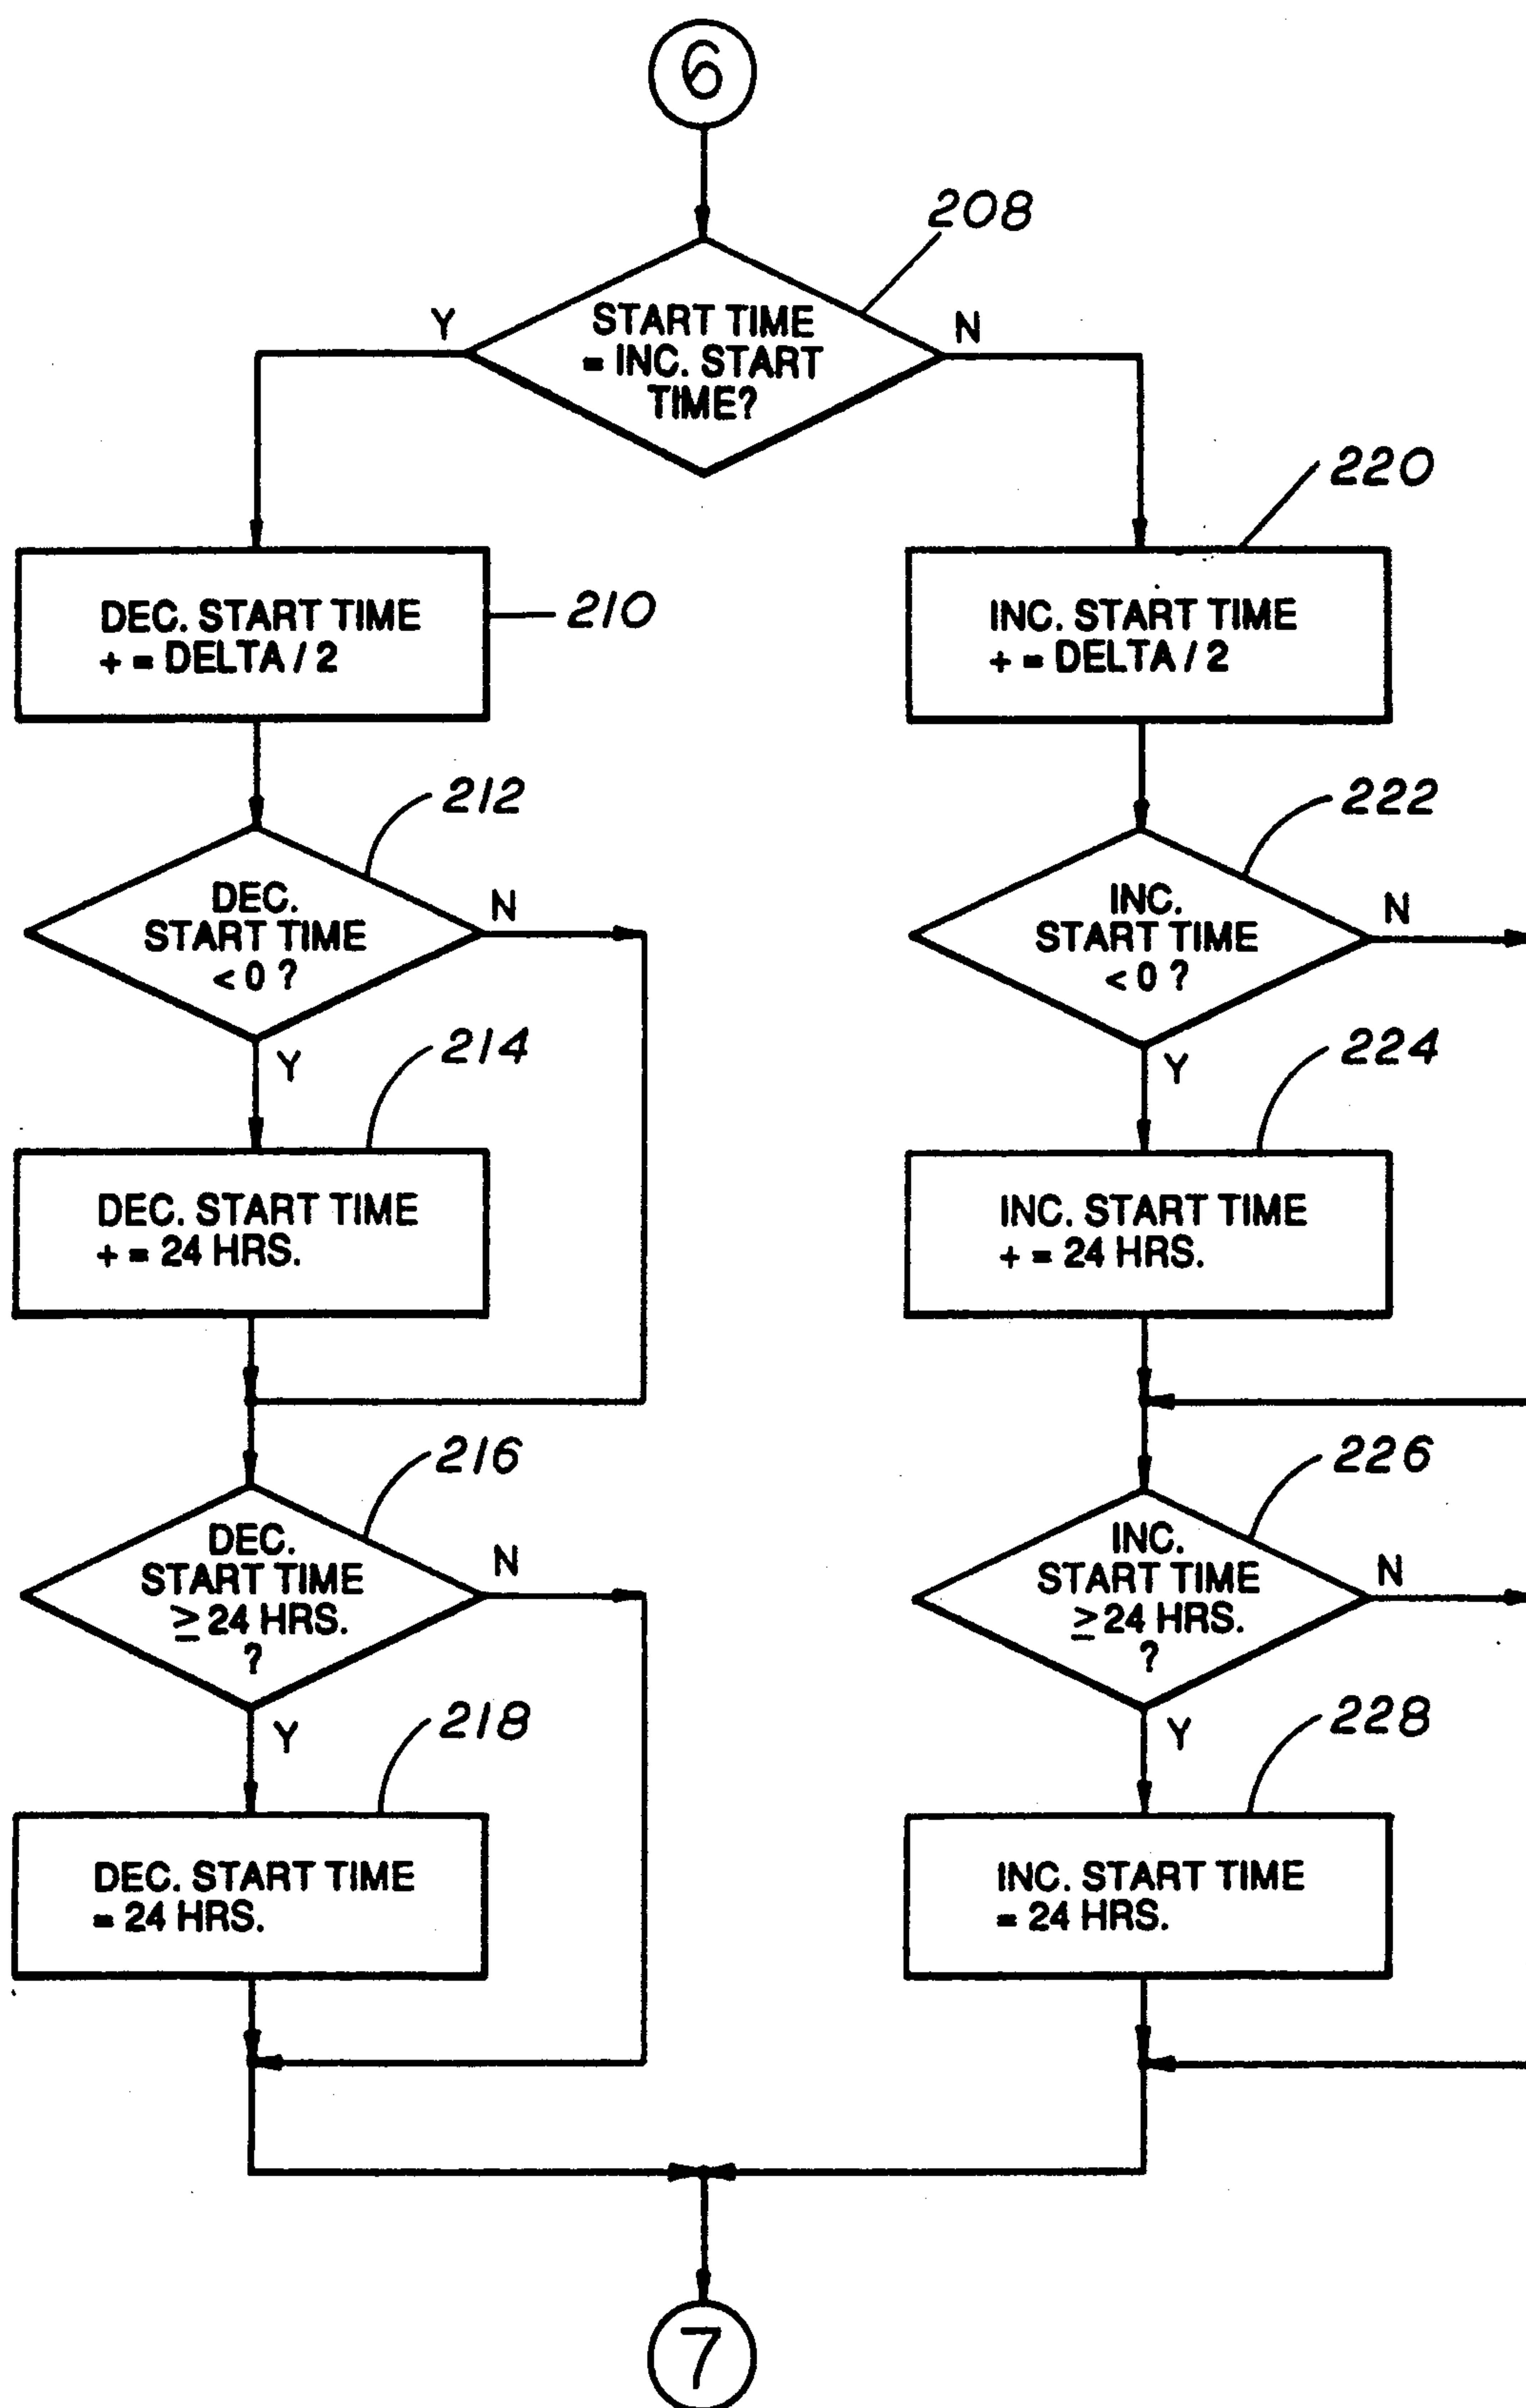 6
208
Y
START TIME
= INC. START
TIME?
N
220
DEC. START TIME
+ = DELTA / 2
210
INC. START TIME
+ = DELTA / 2
212
DEC.
START TIME
< 0 ?
N
Y
222
INC.
START TIME
< 0 ?
N
Y
214
DEC. START TIME
+ = 24 HRS.
224
INC. START TIME
+ = 24 HRS.
216
DEC.
START TIME
≥ 24 HRS.
?
N
Y
226
INC.
START TIME
≥ 24 HRS.
?
N
Y
218
DEC. START TIME
= 24 HRS.
228
INC. START TIME
= 24 HRS.
7